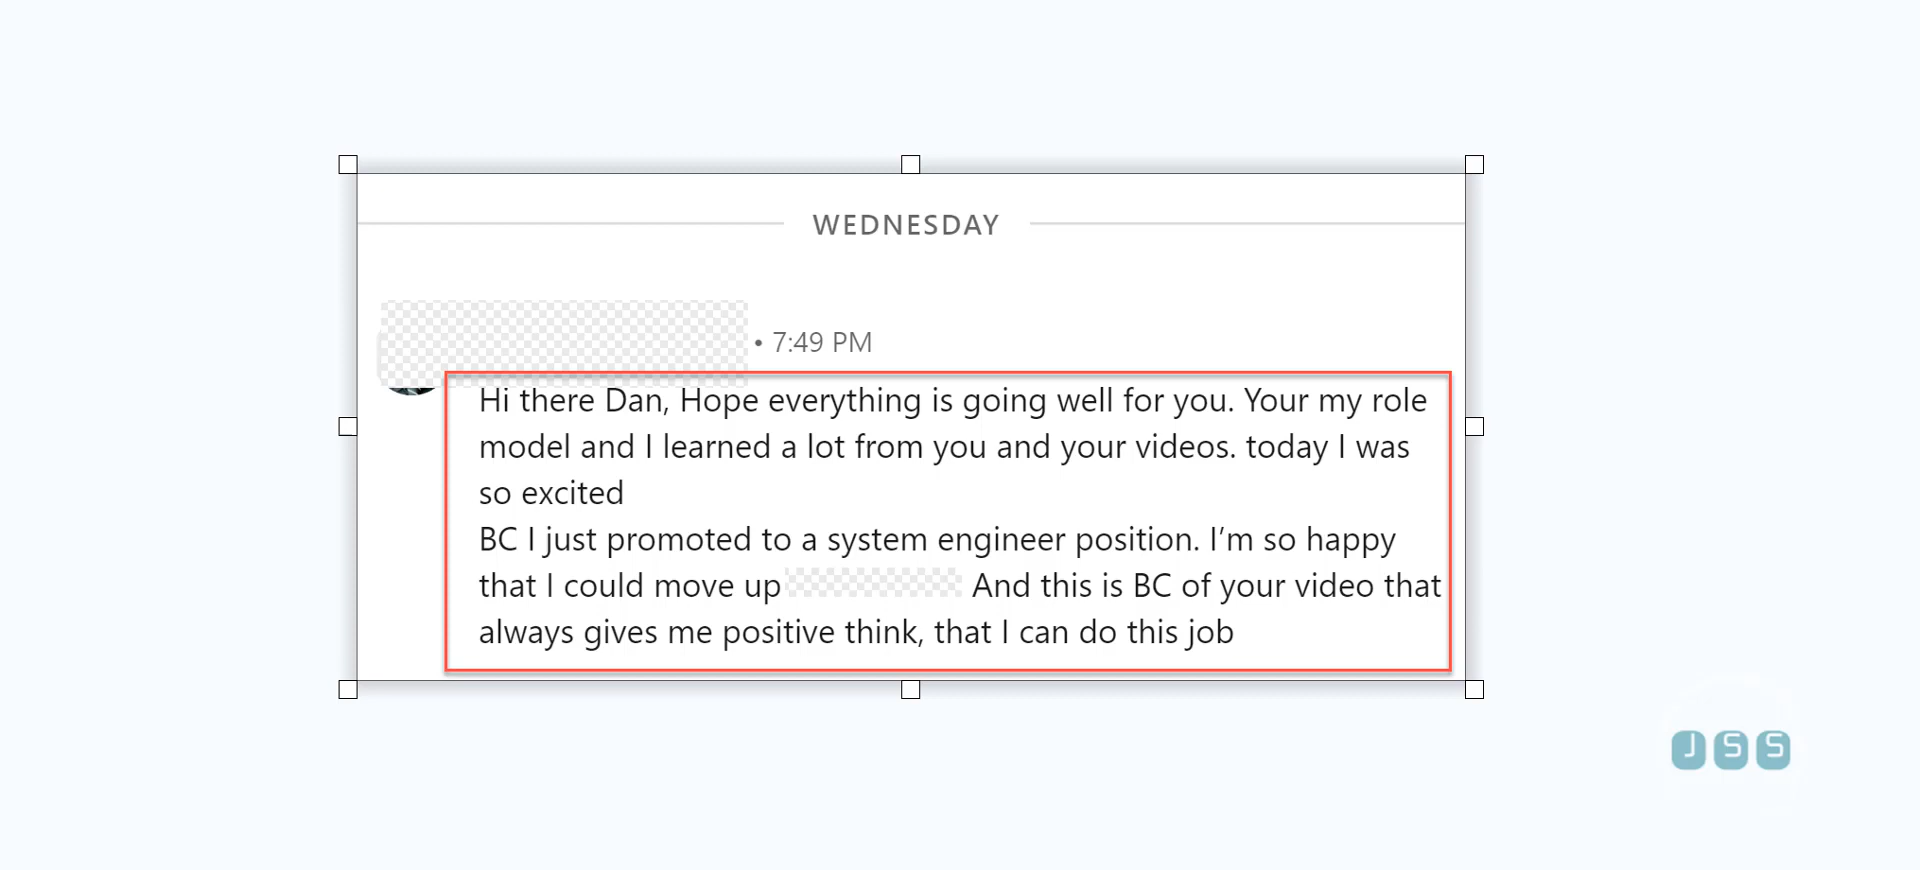 WEDNESDAY
• 7:49 PM
Hi there Dan, Hope everything is going well for you. Your my role
model and I learned a lot from you and your videos. today I was
so excited
BC I just promoted to a system engineer position. I’m so happy
that I could move up And this is BC of your video that
always gives me positive think, that I can do this job
JSS